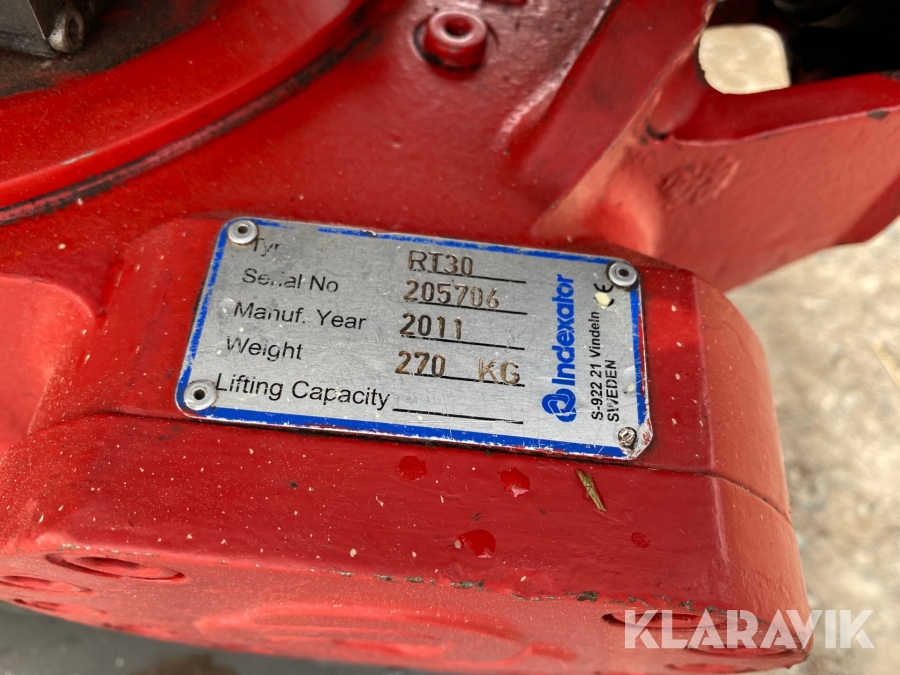 Typ RT30
Serial No 205706
Manuf. Year 2011
Weight 270 KG
Lifting Capacity
Indexator
S-922 21 Vindeln
SWEDEN
CE
KLARAVIK